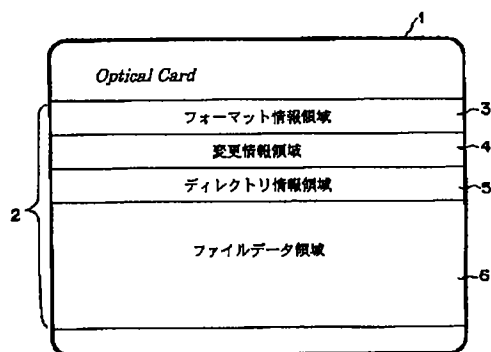 1
Optical Card
フォーマット情報領域 3
変更情報領域 4
ディレクトリ情報領域 5
2
ファイルデータ領域
6